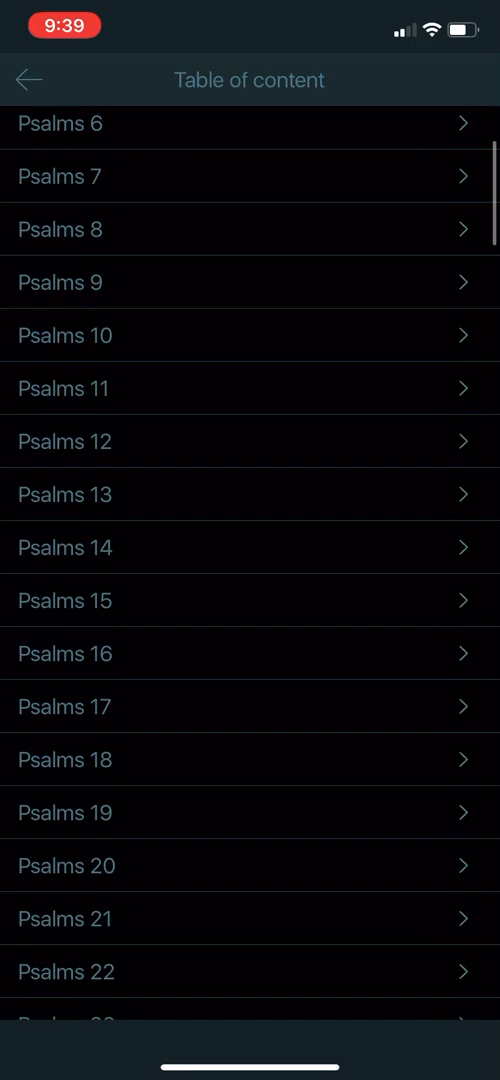 9:39
Table of content
Psalms 6
Psalms 7
Psalms 8
Psalms 9
Psalms 10
Psalms 11
Psalms 12
Psalms 13
Psalms 14
Psalms 15
Psalms 16
Psalms 17
Psalms 18
Psalms 19
Psalms 20
Psalms 21
Psalms 22